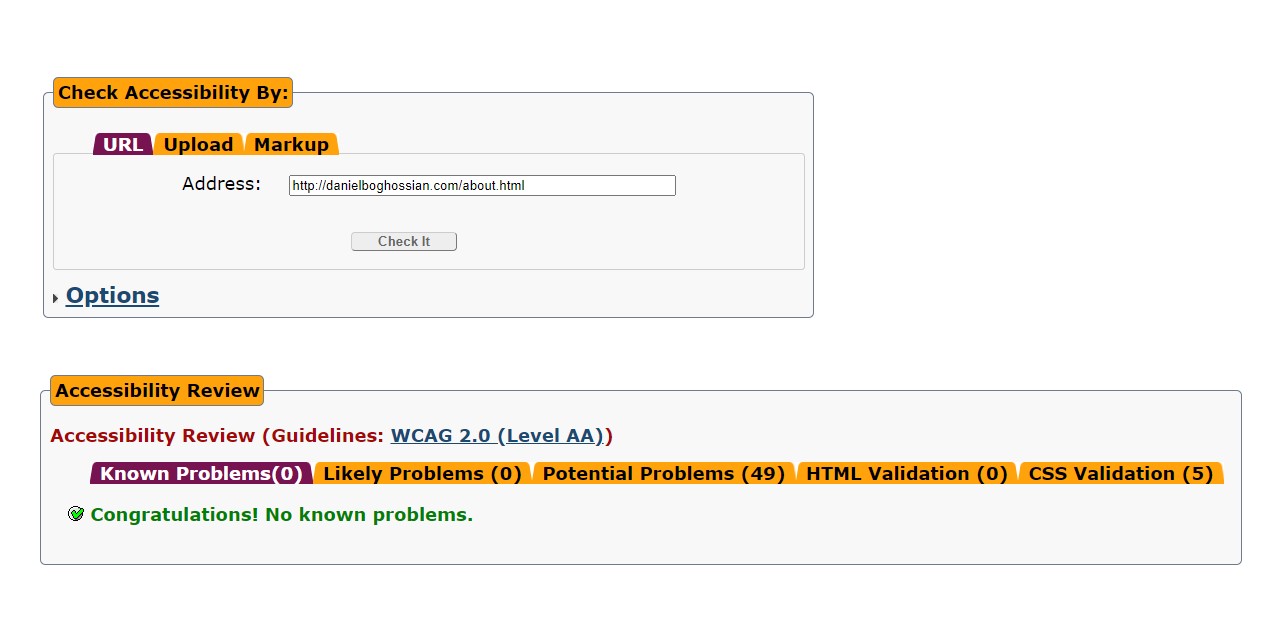 Check Accessibility By:
URL Upload Markup
Address: http://danielboghossian.com/about.html
Check It
Options
Accessibility Review
Accessibility Review (Guidelines: WCAG 2.0 (Level AA))
Known Problems(0) Likely Problems (0) Potential Problems (49) HTML Validation (0) CSS Validation (5)
Congratulations! No known problems.